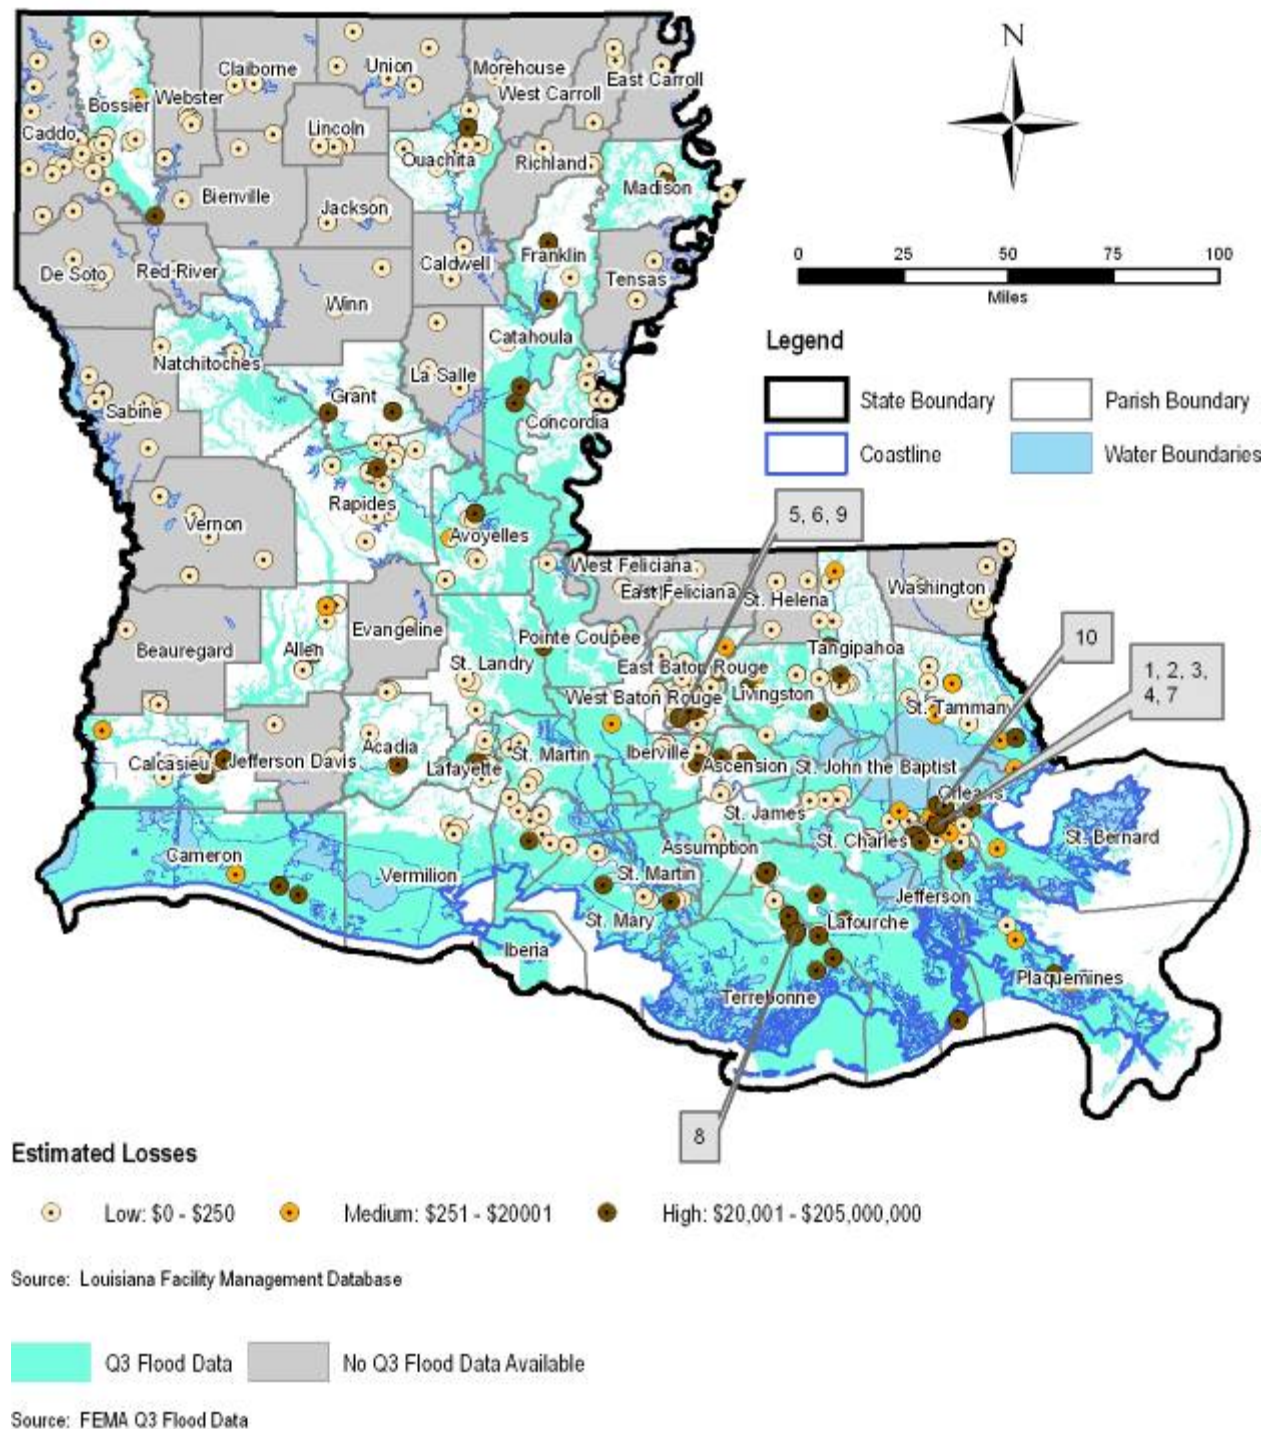 N
Claiborne
Union
Morehouse
West Carroll
East Carroll
Bossier
Webster
Caddo
Lincoln
Ouachita
Richland
Madison
Bienville
Jackson
De Soto
Red River
Caldwell
Franklin
Tensas
Winn
0 25 50 75 100
Miles
Natchitoches
Catahoula
La Salle
Grant
Sabine
Concordia
Legend
State Boundary
Parish Boundary
Coastline
Water Boundaries
Rapides
Vernon
Avoyelles
5, 6, 9
West Feliciana
East Feliciana
St. Helena
Washington
Beauregard
Allen
Evangeline
Pointe Coupee
St. Landry
East Baton Rouge
Tangipahoa
10
1, 2, 3,
4, 7
West Baton Rouge
Livingston
St. Tammany
Calcasieu
Jefferson Davis
Acadia
Lafayette
St. Martin
Iberville
Ascension
St. John the Baptist
Orleans
St. James
St. Charles
St. Bernard
Cameron
Vermilion
Assumption
St. Martin
Jefferson
St. Mary
Lafourche
Iberia
Terrebonne
Plaquemines
8
Estimated Losses
Low: $0 - $250
Medium: $251 - $20001
High: $20,001 - $205,000,000
Source: Louisiana Facility Management Database
Q3 Flood Data
No Q3 Flood Data Available
Source: FEMA Q3 Flood Data